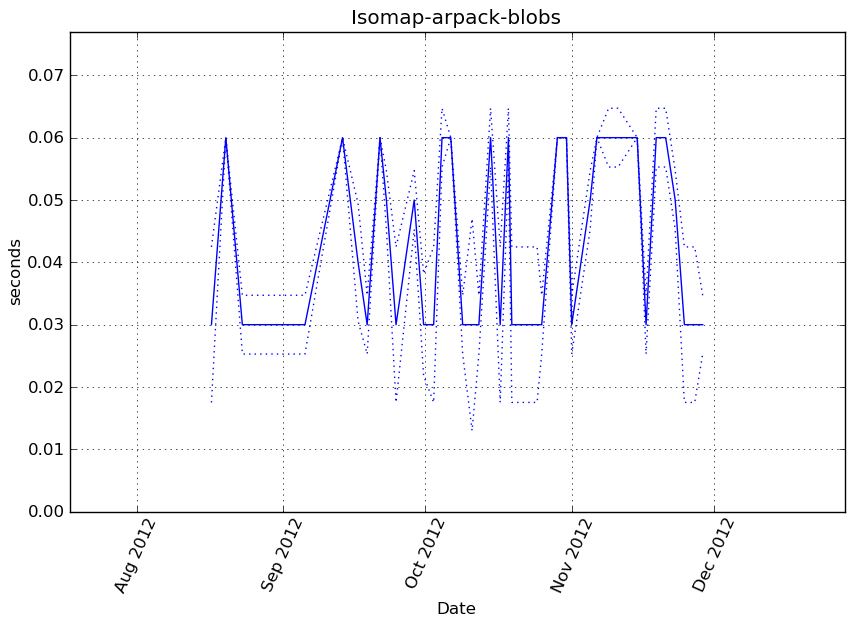 Isomap-arpack-blobs
0.07
0.06
0.05
0.04
0.03
0.02
0.01
0.00
seconds
Aug 2012
Sep 2012
Oct 2012
Nov 2012
Dec 2012
Date